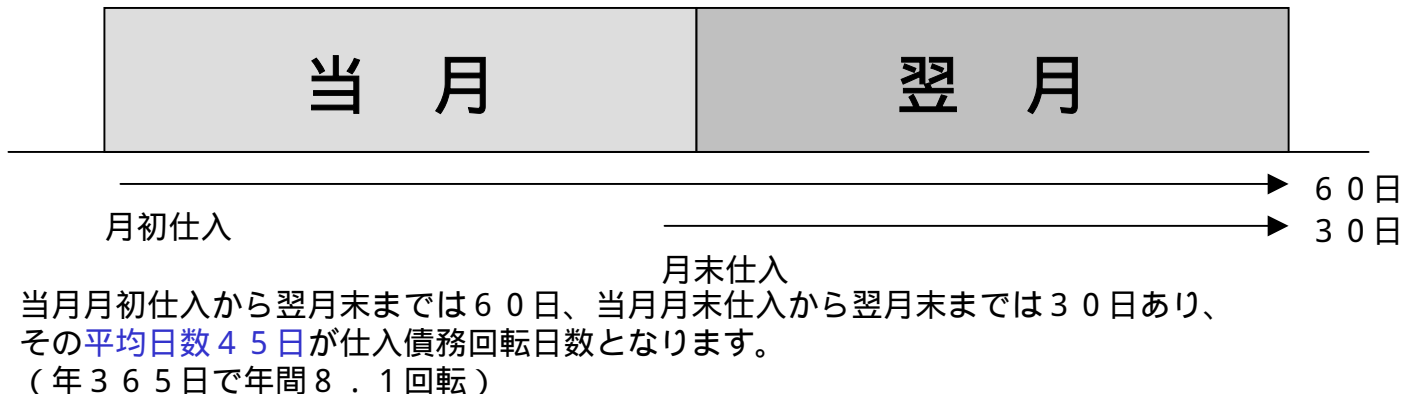 当 月 翌 月
６０日
月初仕入 ３０日
月末仕入
当月月初仕入から翌月末までは６０日、当月月末仕入から翌月末までは３０日あり、
その平均日数４５日が仕入債務回転日数となります。
（年３６５日で年間８．１回転）